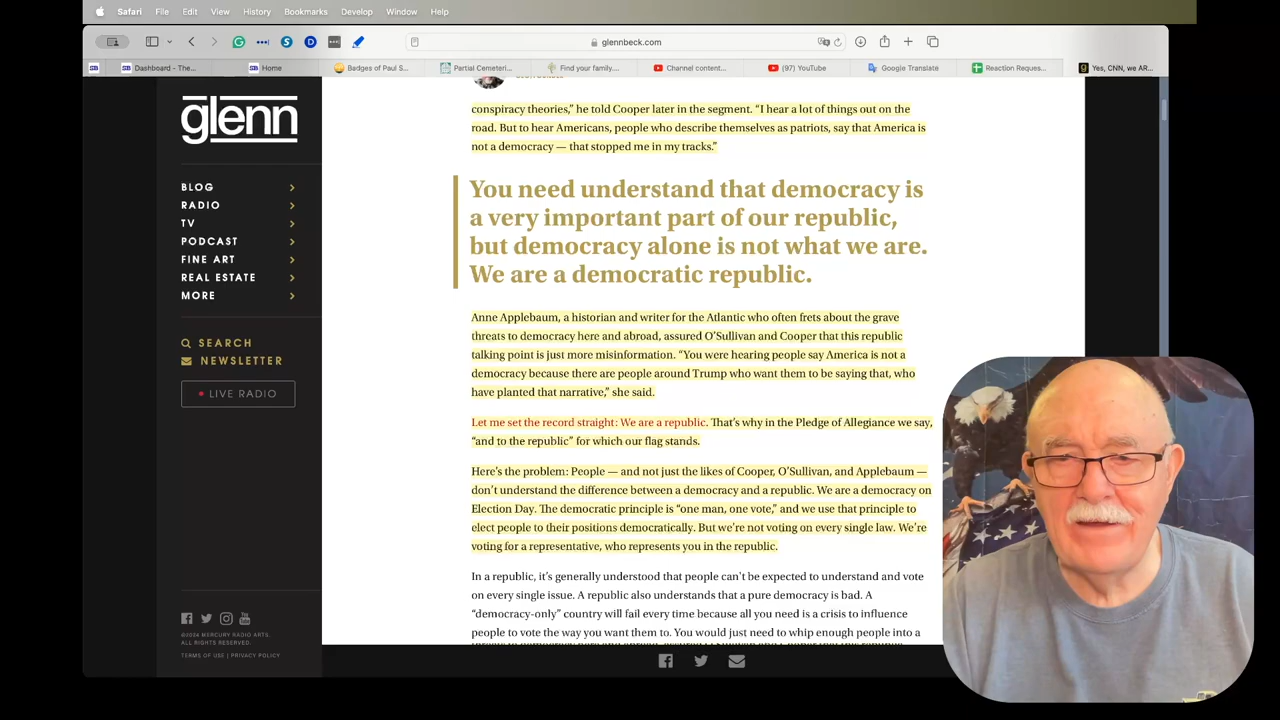 Safari File Edit View History Bookmarks Develop Window Help
glennbeck.com
Dashboard - The...
Home
Badges of Paul S...
Partial Cemeteri...
Find your family....
Channel content...
(97) YouTube
Google Translate
Reaction Reques...
Yes, CNN, we AR...
glenn
BLOG
RADIO
TV
PODCAST
FINE ART
REAL ESTATE
MORE
SEARCH
NEWSLETTER
LIVE RADIO
©2024 MERCURY RADIO ARTS.
ALL RIGHTS RESERVED.
TERMS OF USE | PRIVACY POLICY
conspiracy theories,” he told Cooper later in the segment. “I hear a lot of things out on the
road. But to hear Americans, people who describe themselves as patriots, say that America is
not a democracy — that stopped me in my tracks.”
You need understand that democracy is
a very important part of our republic,
but democracy alone is not what we are.
We are a democratic republic.
Anne Applebaum, a historian and writer for the Atlantic who often frets about the grave
threats to democracy here and abroad, assured O’Sullivan and Cooper that this republic
talking point is just more misinformation. “You were hearing people say America is not a
democracy because there are people around Trump who want them to be saying that, who
have planted that narrative,” she said.
Let me set the record straight: We are a republic. That’s why in the Pledge of Allegiance we say,
“and to the republic” for which our flag stands.
Here’s the problem: People — and not just the likes of Cooper, O’Sullivan, and Applebaum —
don’t understand the difference between a democracy and a republic. We are a democracy on
Election Day. The democratic principle is “one man, one vote,” and we use that principle to
elect people to their positions democratically. But we’re not voting on every single law. We’re
voting for a representative, who represents you in the republic.
In a republic, it’s generally understood that people can't be expected to understand and vote
on every single issue. A republic also understands that a pure democracy is bad. A
“democracy-only” country will fail every time because all you need is a crisis to influence
people to vote the way you want them to. You would just need to whip enough people into a